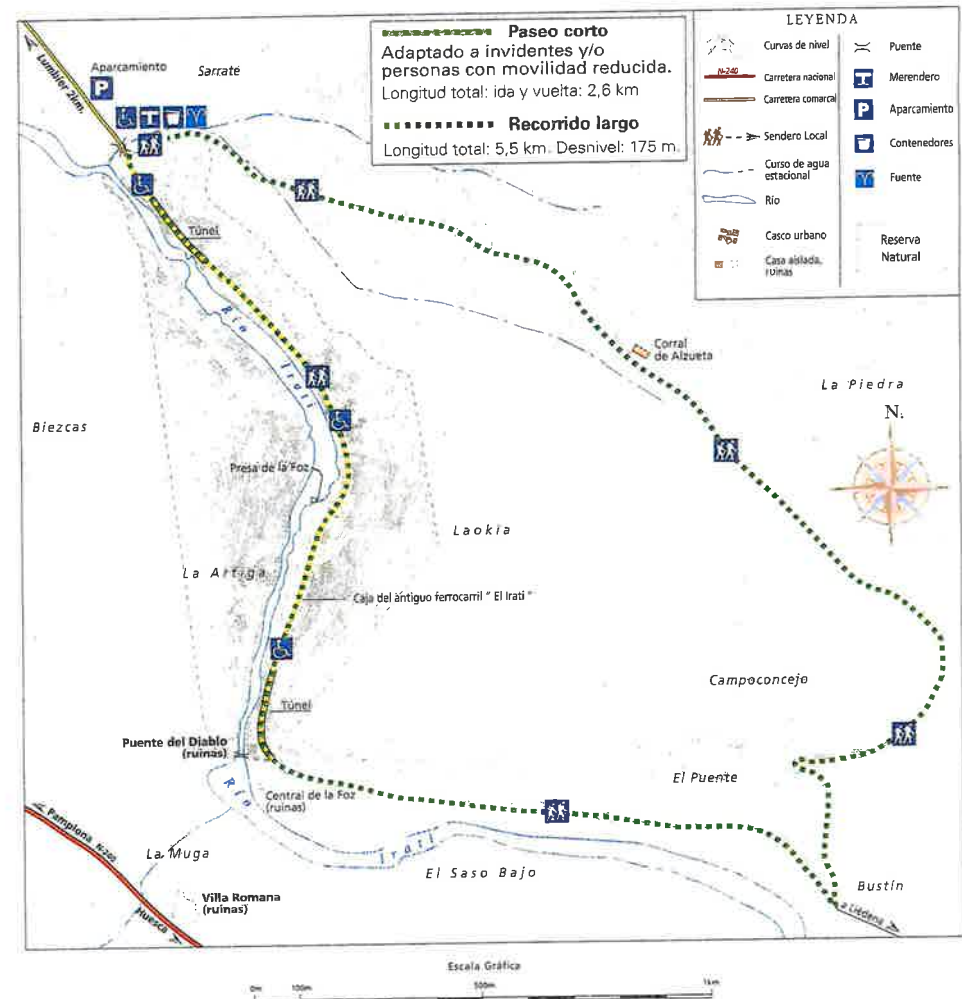 Paseo corto
Adaptado a invidentes y/o
personas con movilidad reducida.
Longitud total: ida y vuelta: 2,6 km
Recorrido largo
Longitud total: 5,5 km. Desnivel: 175 m.
LEYENDA
Curvas de nivel
N-240
Carretera nacional
Carretera comarcal
Sendero Local
Curso de agua
estacional
Río
Casco urbano
Casa aislada,
ruinas
Puente
Merendero
P
Aparcamiento
Contenedores
Fuente
Reserva
Natural
Lumbier 2km.
Aparcamiento
P
Sarrate
Túnel
Río Irati
Corral
de Alzueta
La Piedra
N.
Biezcas
Presa de la Foz
Laokia
La Artiga
Caja del antiguo ferrocarril " El Irati "
Campoconcejo
Túnel
Puente del Diablo
(ruinas)
El Puente
Central de la Foz
(ruinas)
Río Irati
Pamplona N-240
La Muga
El Saso Bajo
Bustín
Villa Romana
(ruinas)
Huesca
a Liédena
Escala Gráfica
0m
500m
1km